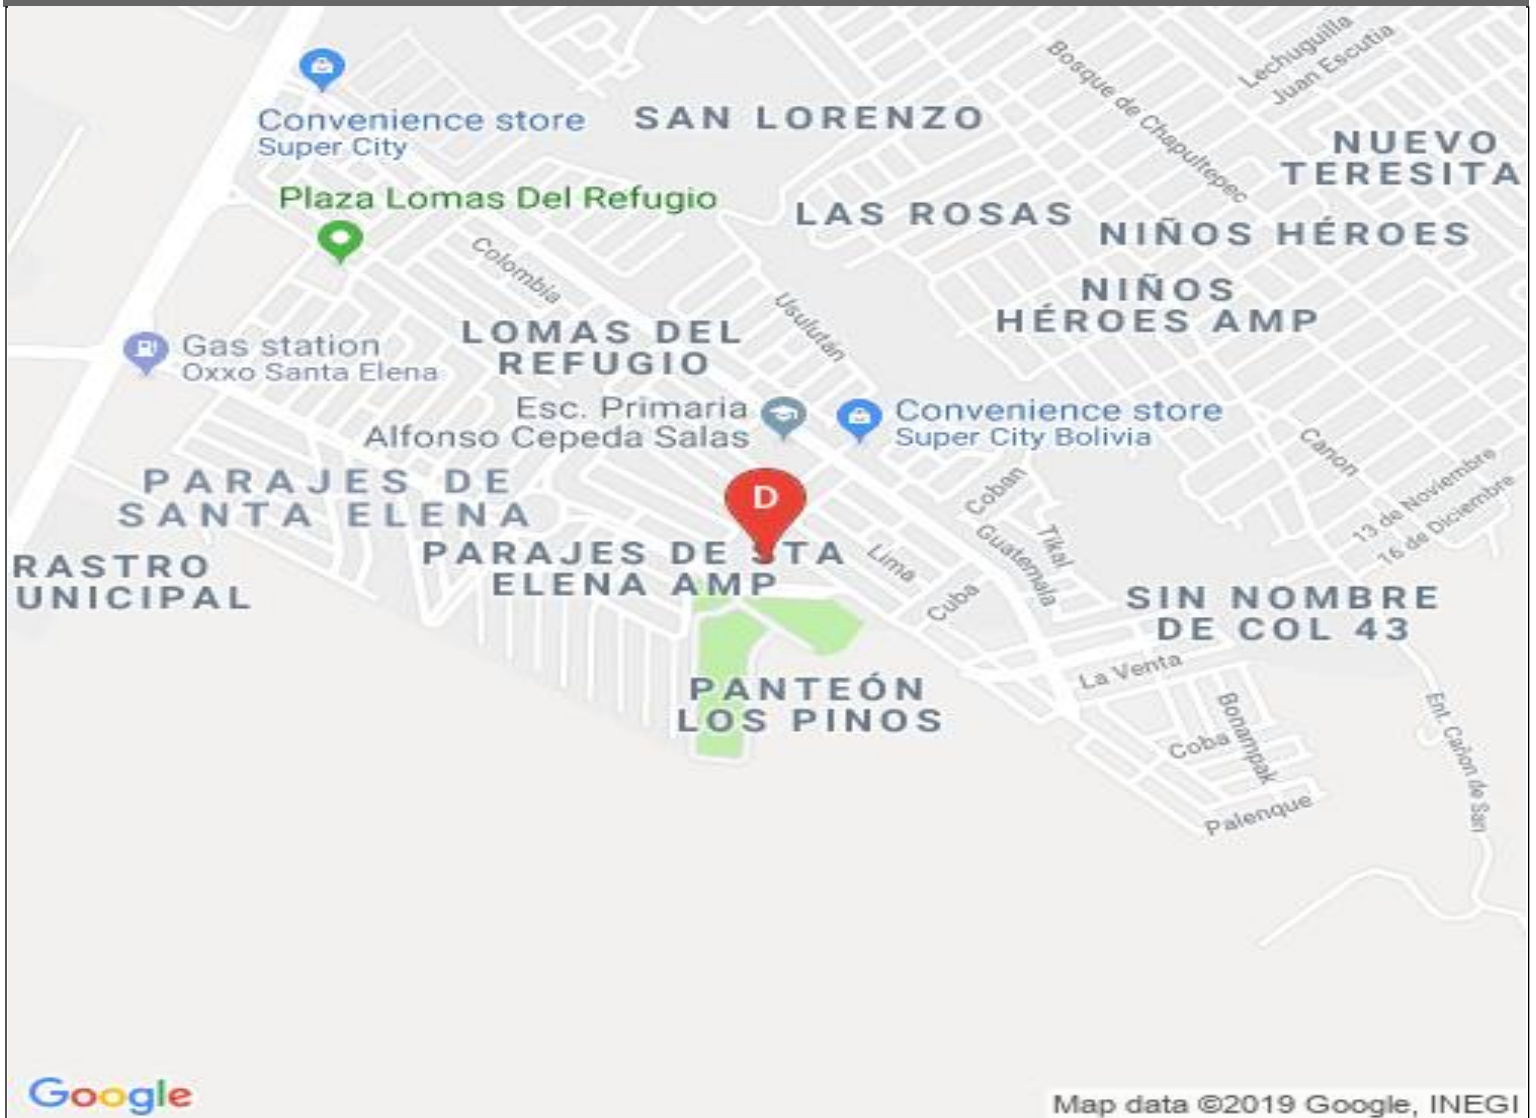 Lechuguilla
Juan Escutia
Bosque de Chapultepec
Convenience store
Super City
SAN LORENZO
NUEVO
TERESITA
Plaza Lomas Del Refugio
LAS ROSAS
NIÑOS HÉROES
Colombia
NIÑOS
HÉROES AMP
Usulután
LOMAS DEL
REFUGIO
Gas station
Oxxo Santa Elena
Esc. Primaria
Alfonso Cepeda Salas
Convenience store
Super City Bolivia
Canon
13 de Noviembre
16 de Diciembre
PARAJES DE
SANTA ELENA
D
Coban
Tikal
Guatemala
RASTRO
UNICIPAL
PARAJES DE STA
ELENA AMP
Lima
Cuba
SIN NOMBRE
DE COL 43
La Venta
PANTEÓN
LOS PINOS
Bonampak
Coba
Palenque
Ent. Cañon de San
Google
Map data ©2019 Google, INEGI